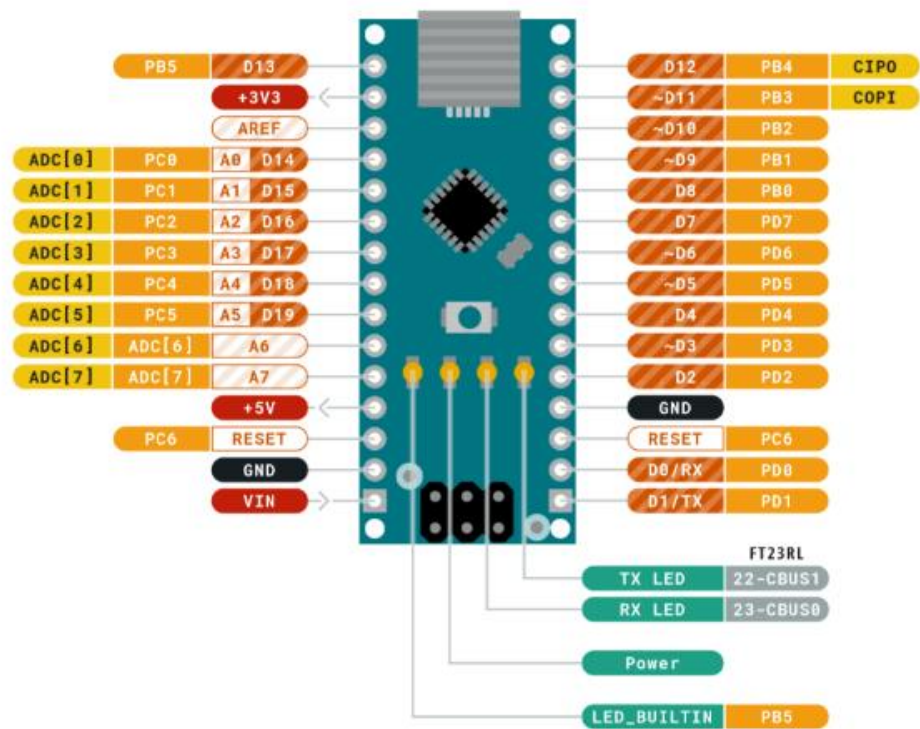 PB5 D13 D12 PB4 CIPO
+3V3 ~D11 PB3 COPI
AREF ~D10 PB2
ADC[0] PC0 A0 D14 ~D9 PB1
ADC[1] PC1 A1 D15 D8 PB0
ADC[2] PC2 A2 D16 D7 PD7
ADC[3] PC3 A3 D17 ~D6 PD6
ADC[4] PC4 A4 D18 ~D5 PD5
ADC[5] PC5 A5 D19 D4 PD4
ADC[6] ADC[6] A6 ~D3 PD3
ADC[7] ADC[7] A7 D2 PD2
+5V GND
PC6 RESET RESET PC6
GND D0/RX PD0
VIN D1/TX PD1
FT23RL
TX LED 22-CBUS1
RX LED 23-CBUS0
Power
LED_BUILTIN PB5